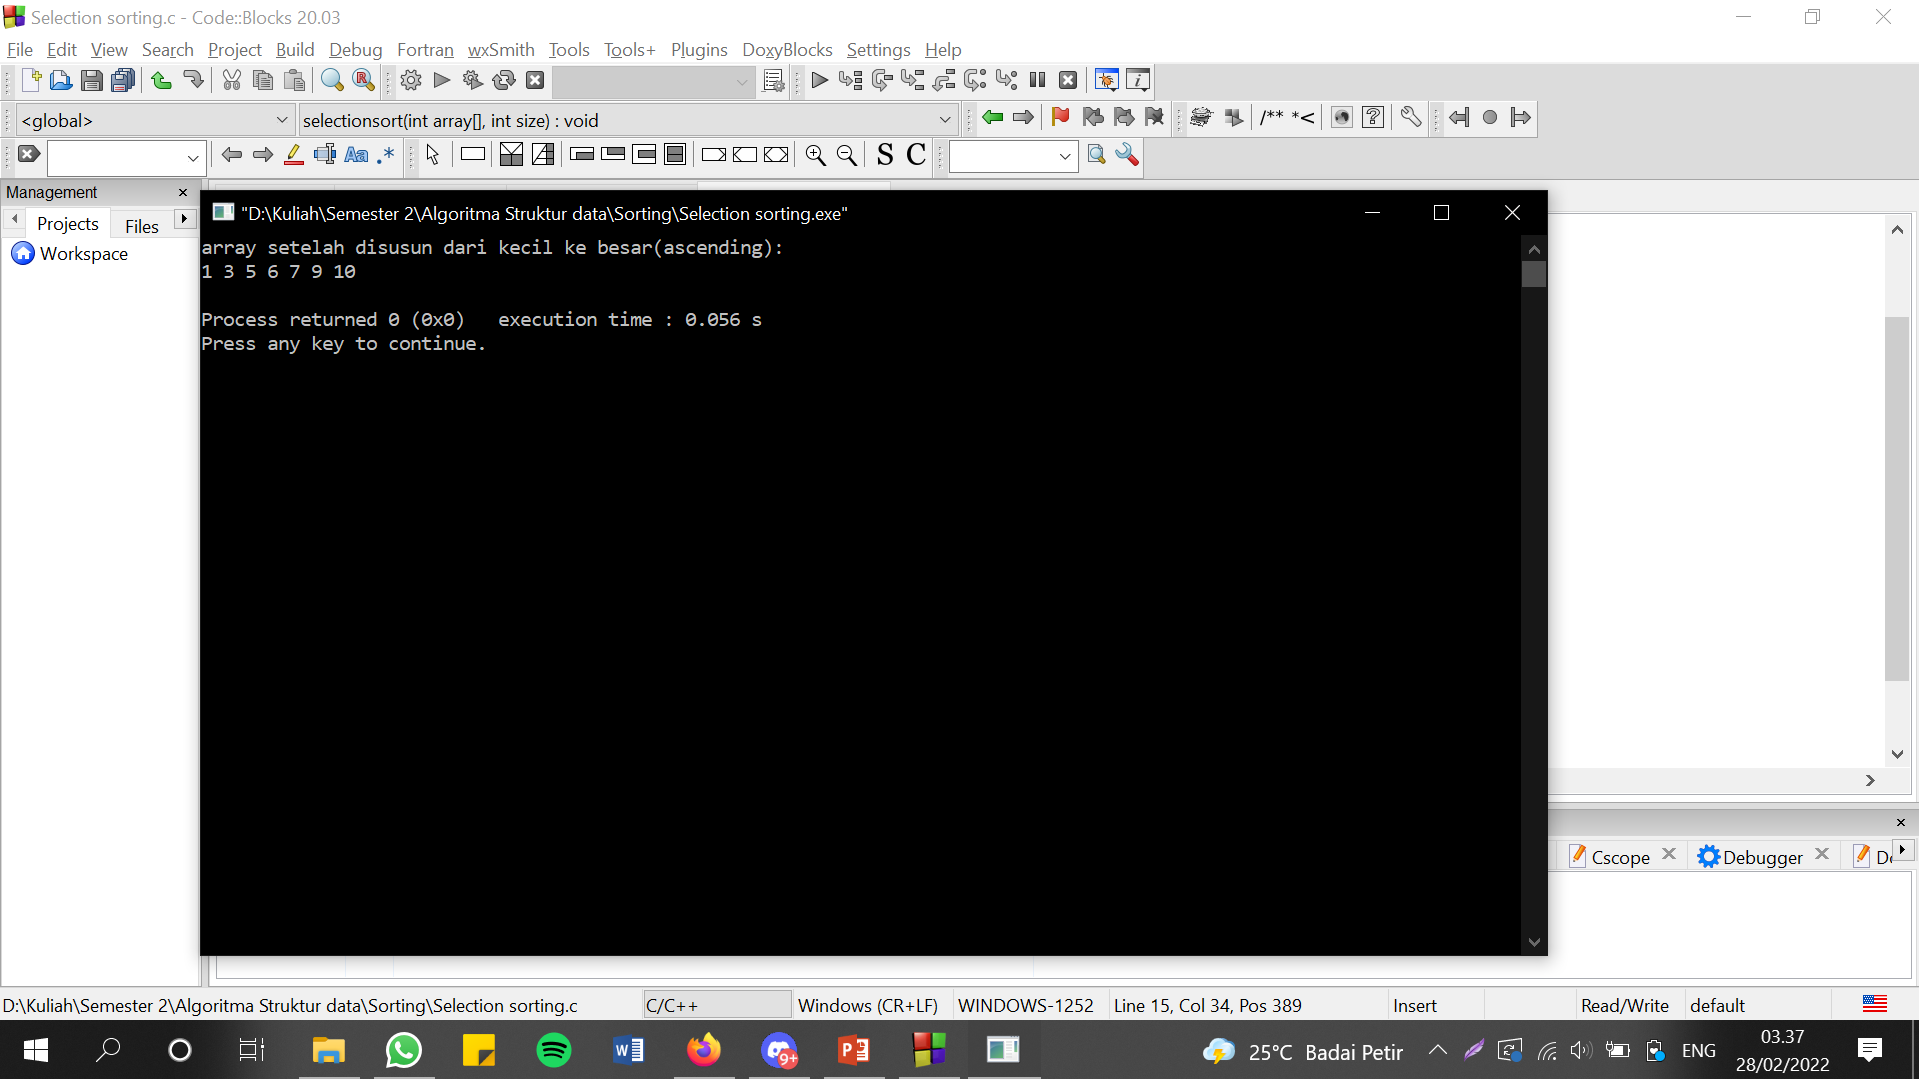 Selection sorting.c - Code::Blocks 20.03
File Edit View Search Project Build Debug Fortran wxSmith Tools Tools+ Plugins DoxyBlocks Settings Help
<global> selectionsort(int array[], int size) : void
/** *<
Aa .* S C
Management
Projects Files
Workspace
"D:\Kuliah\Semester 2\Algoritma Struktur data\Sorting\Selection sorting.exe"
array setelah disusun dari kecil ke besar(ascending):
1 3 5 6 7 9 10
Process returned 0 (0x0)   execution time : 0.056 s
Press any key to continue.
Cscope Debugger
D:\Kuliah\Semester 2\Algoritma Struktur data\Sorting\Selection sorting.c C/C++ Windows (CR+LF) WINDOWS-1252 Line 15, Col 34, Pos 389 Insert Read/Write default
9+
25°C Badai Petir ENG
03.37
28/02/2022